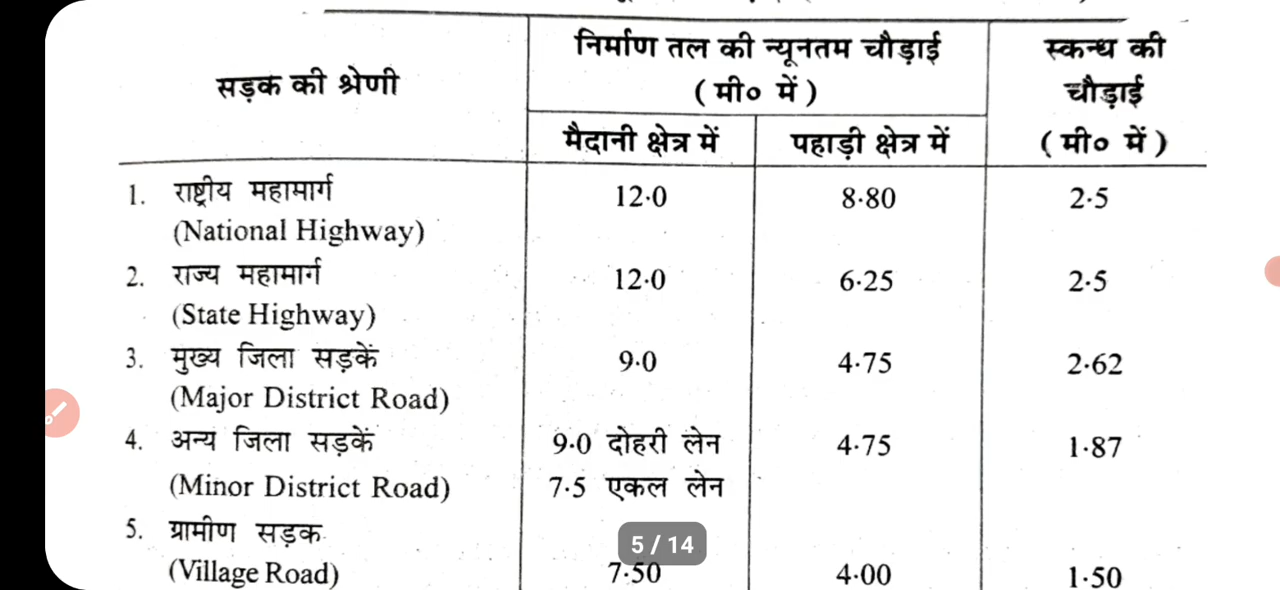 सड़क की श्रेणी
निर्माण तल की न्यूनतम चौड़ाई
( मी० में )
स्कन्ध की
चौड़ाई
( मी० में )
मैदानी क्षेत्र में
पहाड़ी क्षेत्र में
1. राष्ट्रीय महामार्ग 12·0 8·80 2·5
(National Highway)
2. राज्य महामार्ग 12·0 6·25 2·5
(State Highway)
3. मुख्य जिला सड़कें 9·0 4·75 2·62
(Major District Road)
4. अन्य जिला सड़कें 9·0 दोहरी लेन 4·75 1·87
(Minor District Road) 7·5 एकल लेन
5. ग्रामीण सड़क
5 / 14
(Village Road) 7·50 4·00 1·50